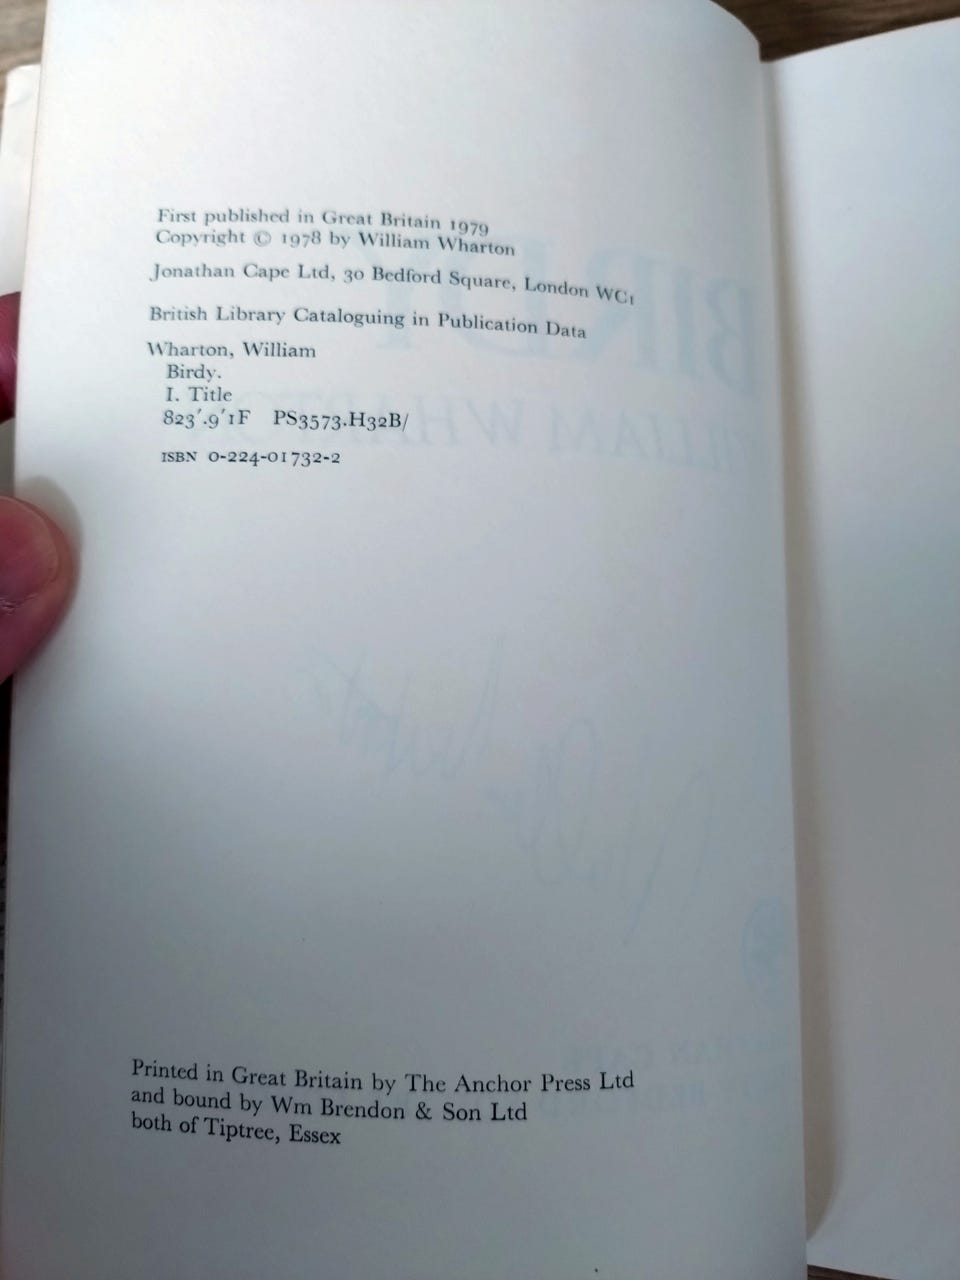 First published in Great Britain 1979
Copyright © 1978 by William Wharton
Jonathan Cape Ltd, 30 Bedford Square, London WC1
British Library Cataloguing in Publication Data
Wharton, William
Birdy.
I. Title
823'.9'1F PS3573.H32B/
ISBN 0-224-01732-2
Printed in Great Britain by The Anchor Press Ltd
and bound by Wm Brendon & Son Ltd
both of Tiptree, Essex